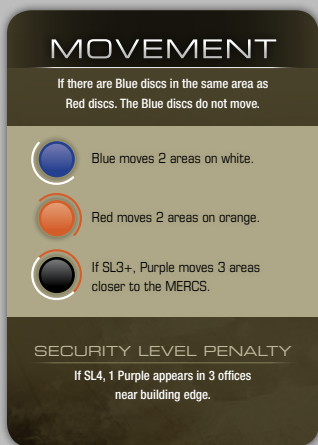 MOVEMENT
If there are Blue discs in the same area as
Red discs. The Blue discs do not move.
Blue moves 2 areas on white.
Red moves 2 areas on orange.
If SL3+, Purple moves 3 areas
closer to the MERCS.
SECURITY LEVEL PENALTY
If SL4, 1 Purple appears in 3 offices
near building edge.